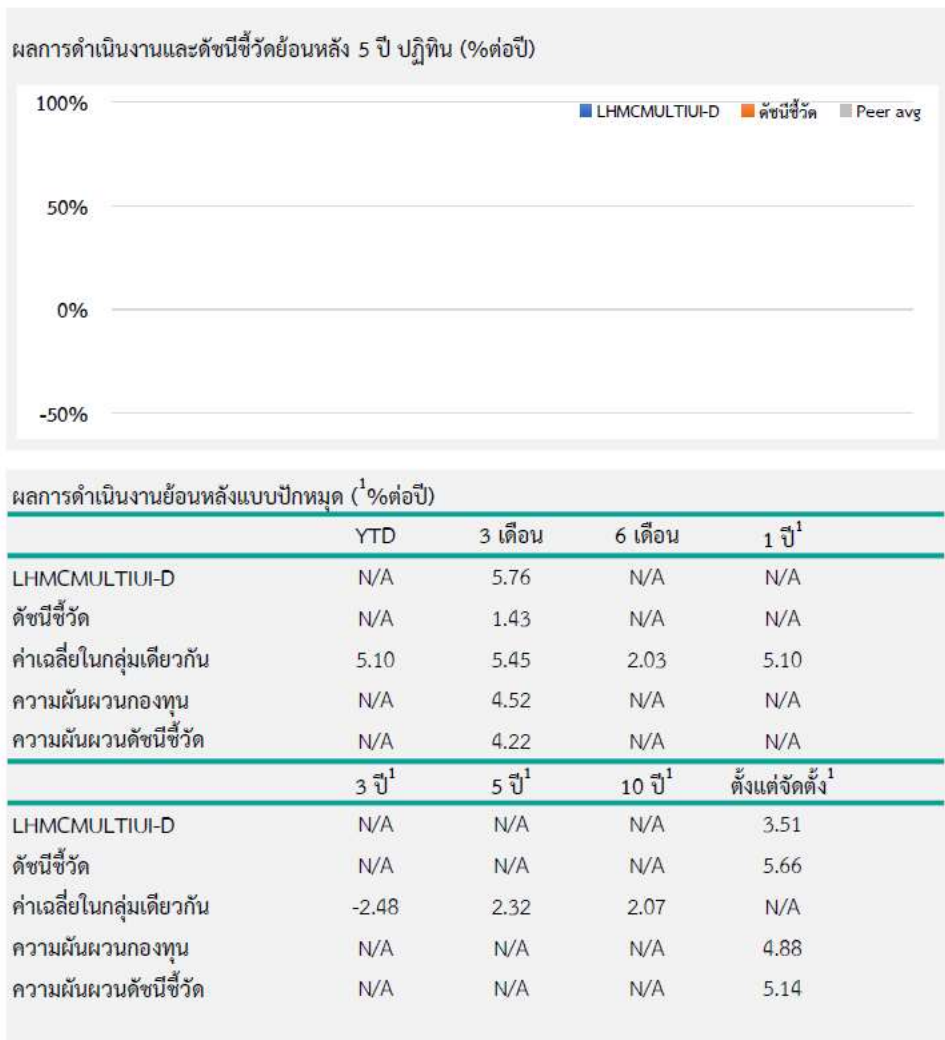 ผลการดำเนินงานและดัชนีชี้วัดย้อนหลัง 5 ปี ปฏิทิน (%ต่อปี)
100%
LHMCMULTIUI-D ดัชนีชี้วัด Peer avg
50%
0%
-50%
ผลการดำเนินงานย้อนหลังแบบปักหมุด (¹%ต่อปี)
YTD 3 เดือน 6 เดือน 1 ปี¹
LHMCMULTIUI-D N/A 5.76 N/A N/A
ดัชนีชี้วัด N/A 1.43 N/A N/A
ค่าเฉลี่ยในกลุ่มเดียวกัน 5.10 5.45 2.03 5.10
ความผันผวนกองทุน N/A 4.52 N/A N/A
ความผันผวนดัชนีชี้วัด N/A 4.22 N/A N/A
3 ปี¹ 5 ปี¹ 10 ปี¹ ตั้งแต่จัดตั้ง¹
LHMCMULTIUI-D N/A N/A N/A 3.51
ดัชนีชี้วัด N/A N/A N/A 5.66
ค่าเฉลี่ยในกลุ่มเดียวกัน -2.48 2.32 2.07 N/A
ความผันผวนกองทุน N/A N/A N/A 4.88
ความผันผวนดัชนีชี้วัด N/A N/A N/A 5.14